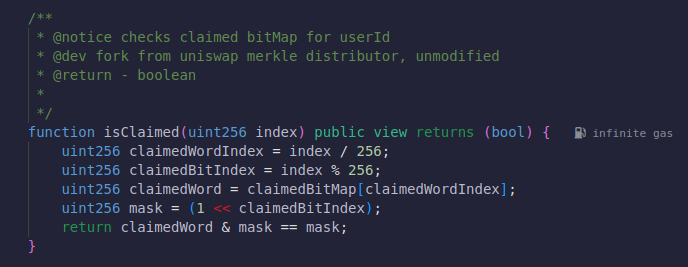 /**
* @notice checks claimed bitMap for userId
* @dev fork from uniswap merkle distributor, unmodified
* @return - boolean
*
*/
function isClaimed(uint256 index) public view returns (bool) { infinite gas
uint256 claimedWordIndex = index / 256;
uint256 claimedBitIndex = index % 256;
uint256 claimedWord = claimedBitMap[claimedWordIndex];
uint256 mask = (1 << claimedBitIndex);
return claimedWord & mask == mask;
}